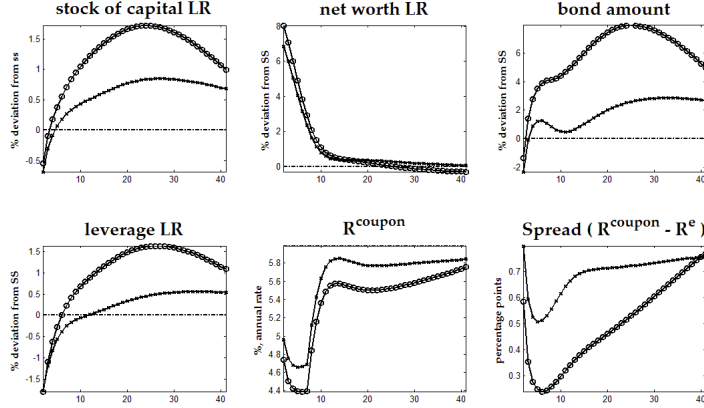 stock of capital LR
net worth LR
bond amount
% deviation from ss
1.5
1
0.5
0
-0.5
10 20 30 40
% deviation from SS
8
6
4
2
0
0 10 20 30 40
% deviation from SS
8
6
4
2
0
-2
10 20 30 40
leverage LR
R^coupon
Spread ( R^coupon - R^e )
% deviation from SS
1.5
1
0.5
0
-0.5
-1
-1.5
10 20 30 40
%, annual rate
5.8
5.6
5.4
5.2
5
4.8
4.6
4.4
10 20 30 40
percentage points
0.7
0.6
0.5
0.4
0.3
10 20 30 40